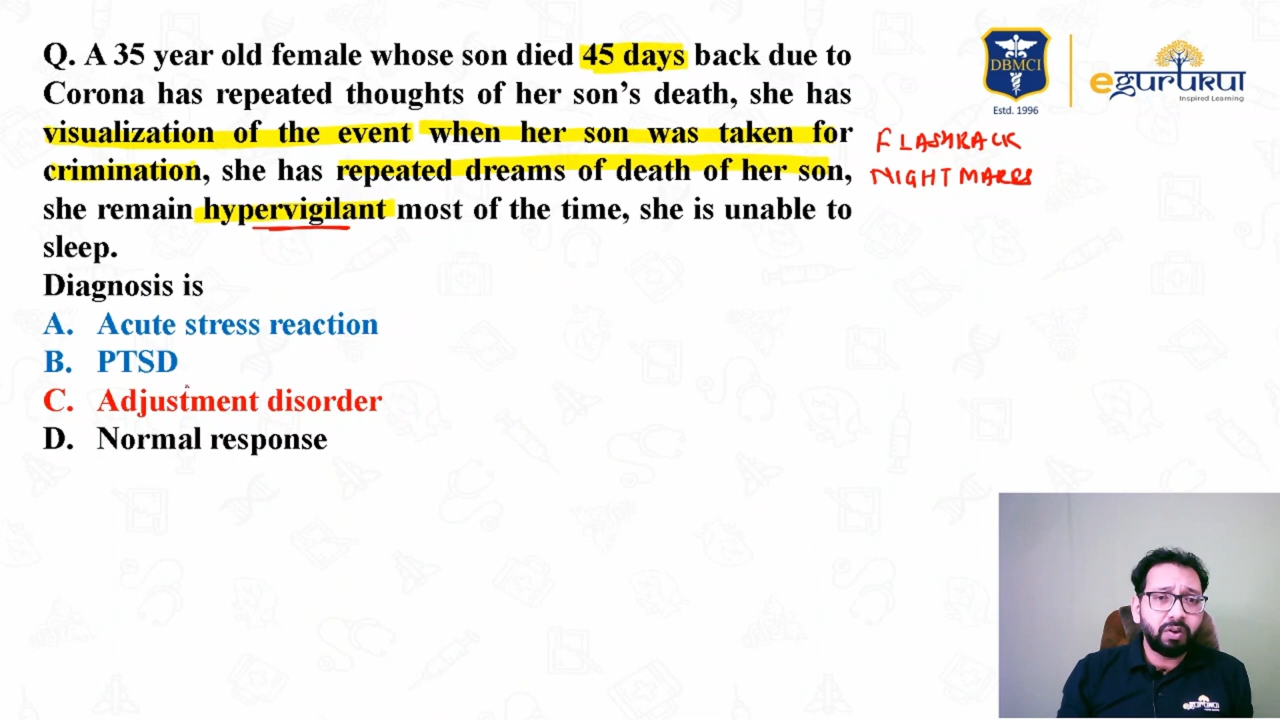 Q. A 35 year old female whose son died 45 days back due to
Corona has repeated thoughts of her son’s death, she has
visualization of the event when her son was taken for
crimination, she has repeated dreams of death of her son,
she remain hypervigilant most of the time, she is unable to
sleep.
Diagnosis is
A. Acute stress reaction
B. PTSD
C. Adjustment disorder
D. Normal response
FLASHBACK
NIGHTMARES
DBMCI
Estd. 1996
egurukul
Inspired Learning
egurukul